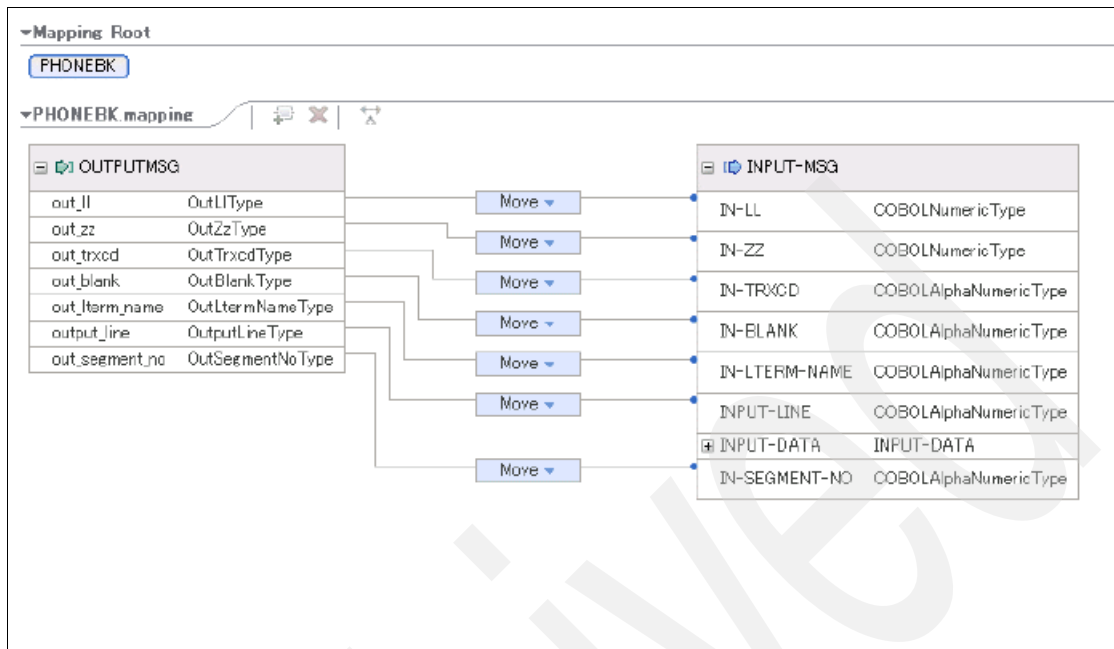 Mapping Root
PHONEBK
PHONEBK.mapping
OUTPUTMSG
out_ll OutLlType
out_zz OutZzType
out_trxcd OutTrxcdType
out_blank OutBlankType
out_lterm_name OutLtermNameType
output_line OutputLineType
out_segment_no OutSegmentNoType
Move
Move
Move
Move
Move
Move
Move
INPUT-MSG
IN-LL COBOLNumericType
IN-ZZ COBOLNumericType
IN-TRXCD COBOLAlphaNumericType
IN-BLANK COBOLAlphaNumericType
IN-LTERM-NAME COBOLAlphaNumericType
INPUT-LINE COBOLAlphaNumericType
INPUT-DATA INPUT-DATA
IN-SEGMENT-NO COBOLAlphaNumericType